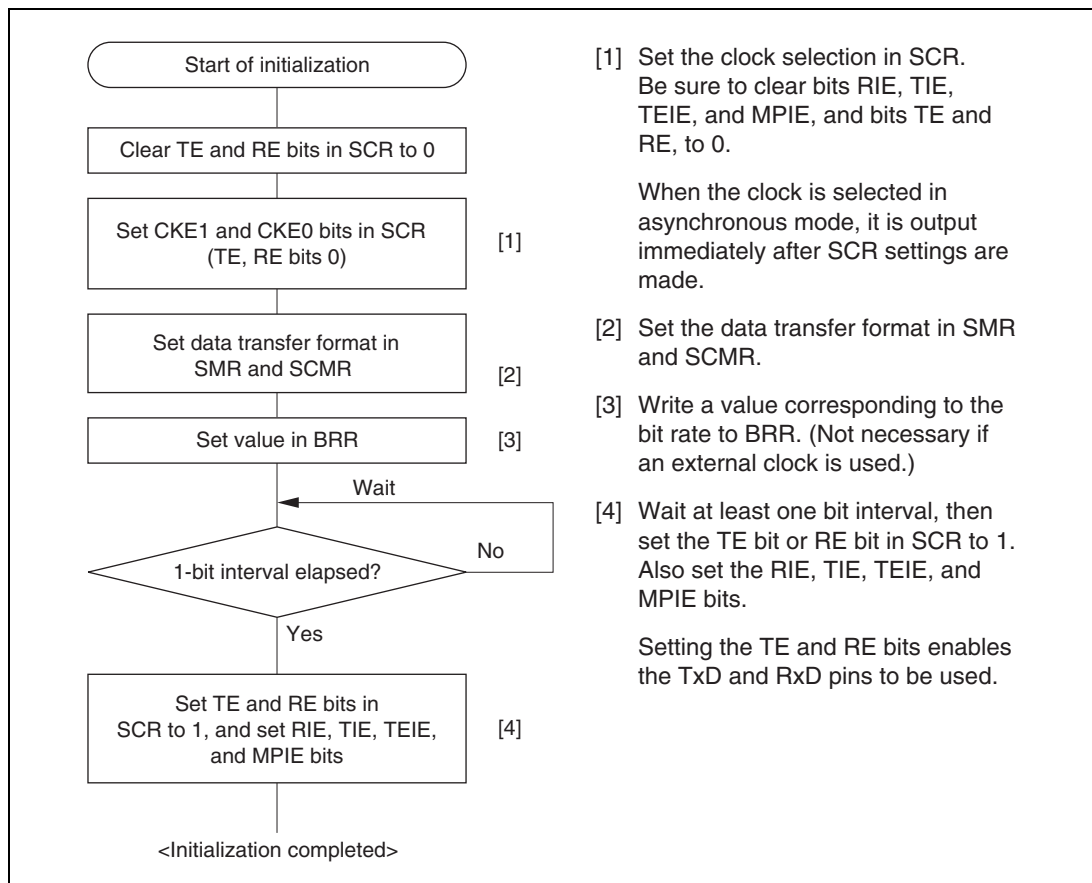 Start of initialization
Clear TE and RE bits in SCR to 0
Set CKE1 and CKE0 bits in SCR
(TE, RE bits 0)
[1]
Set data transfer format in
SMR and SCMR
[2]
Set value in BRR
[3]
Wait
1-bit interval elapsed?
No
Yes
Set TE and RE bits in
SCR to 1, and set RIE, TIE, TEIE,
and MPIE bits
[4]
<Initialization completed>
[1] Set the clock selection in SCR.
Be sure to clear bits RIE, TIE,
TEIE, and MPIE, and bits TE and
RE, to 0.
When the clock is selected in
asynchronous mode, it is output
immediately after SCR settings are
made.
[2] Set the data transfer format in SMR
and SCMR.
[3] Write a value corresponding to the
bit rate to BRR. (Not necessary if
an external clock is used.)
[4] Wait at least one bit interval, then
set the TE bit or RE bit in SCR to 1.
Also set the RIE, TIE, TEIE, and
MPIE bits.
Setting the TE and RE bits enables
the TxD and RxD pins to be used.